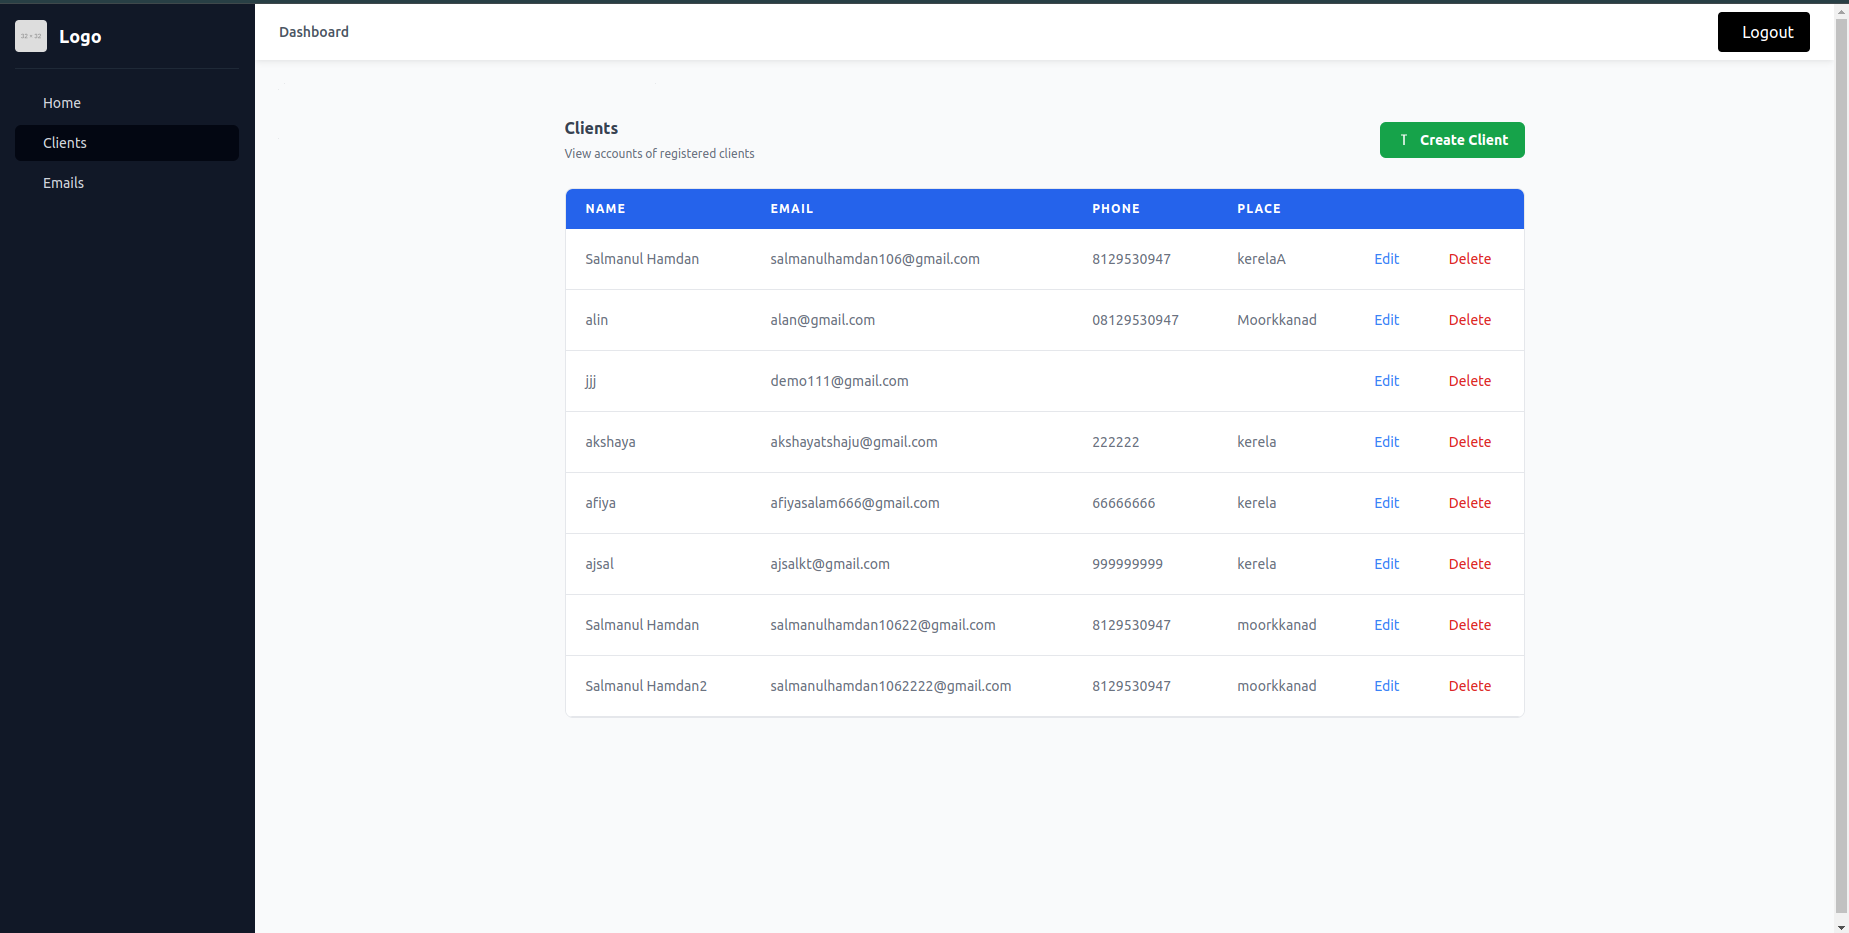 32 × 32
Logo
Dashboard
Logout
Home
Clients
Emails
Clients
View accounts of registered clients
Create Client
NAME EMAIL PHONE PLACE
Salmanul Hamdan salmanulhamdan106@gmail.com 8129530947 kerelaA Edit Delete
alin alan@gmail.com 08129530947 Moorkkanad Edit Delete
jjj demo111@gmail.com Edit Delete
akshaya akshayatshaju@gmail.com 222222 kerela Edit Delete
afiya afiyasalam666@gmail.com 66666666 kerela Edit Delete
ajsal ajsalkt@gmail.com 999999999 kerela Edit Delete
Salmanul Hamdan salmanulhamdan10622@gmail.com 8129530947 moorkkanad Edit Delete
Salmanul Hamdan2 salmanulhamdan1062222@gmail.com 8129530947 moorkkanad Edit Delete